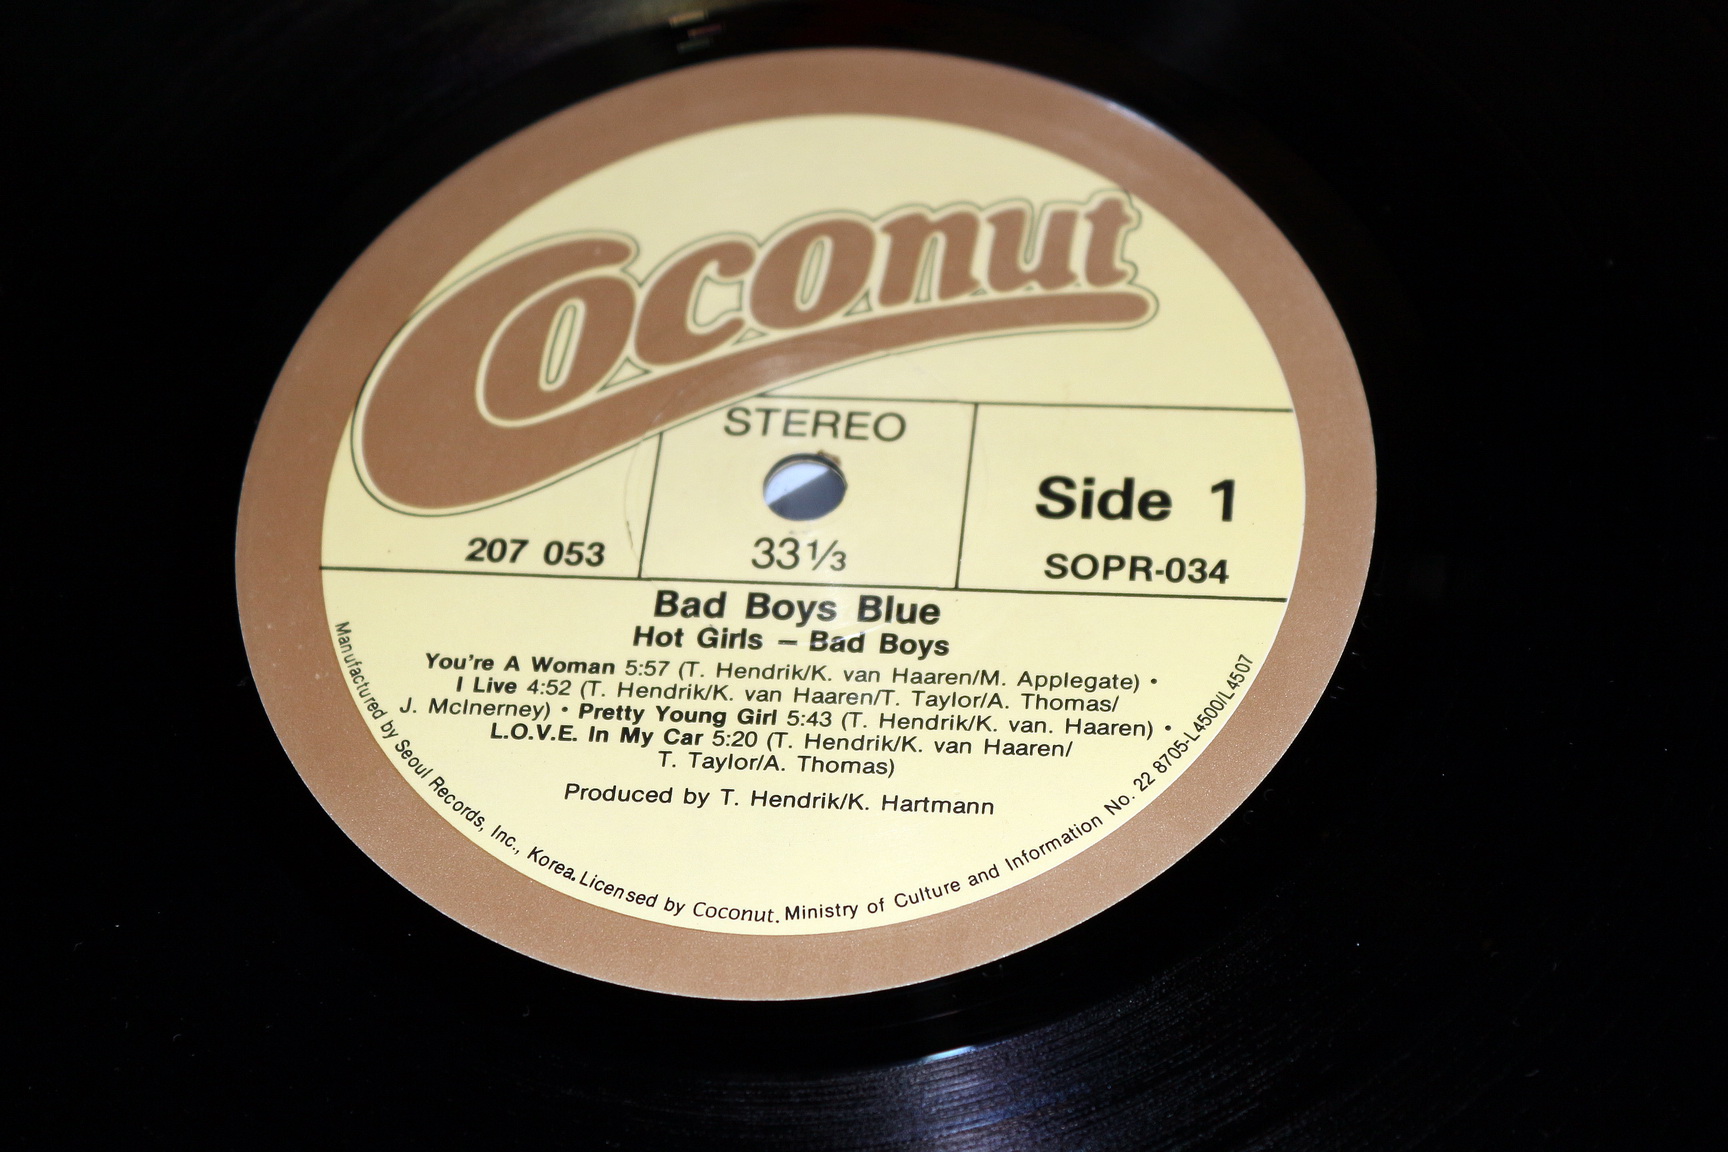 Coconut
STEREO
Side 1
207 053
33⅓
SOPR-034
Bad Boys Blue
Hot Girls – Bad Boys
You're A Woman 5:57 (T. Hendrik/K. van Haaren/M. Applegate) •
I Live 4:52 (T. Hendrik/K. van Haaren/T. Taylor/A. Thomas/
J. McInerney) • Pretty Young Girl 5:43 (T. Hendrik/K. van. Haaren) •
L.O.V.E. In My Car 5:20 (T. Hendrik/K. van Haaren/
T. Taylor/A. Thomas)
Produced by T. Hendrik/K. Hartmann
Manufactured by Seoul Records, Inc., Korea. Licensed by Coconut. Ministry of Culture and Information No. 22 8705-L4500/L4507